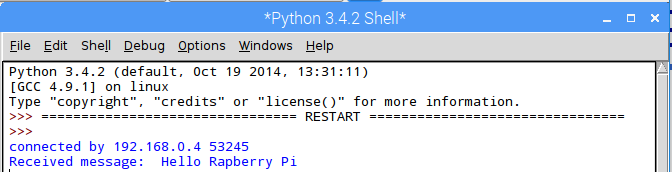 *Python 3.4.2 Shell*
File Edit Shell Debug Options Windows Help
Python 3.4.2 (default, Oct 19 2014, 13:31:11)
[GCC 4.9.1] on linux
Type "copyright", "credits" or "license()" for more information.
>>> ================================ RESTART ================================
>>>
connected by 192.168.0.4 53245
Received message:  Hello Rapberry Pi